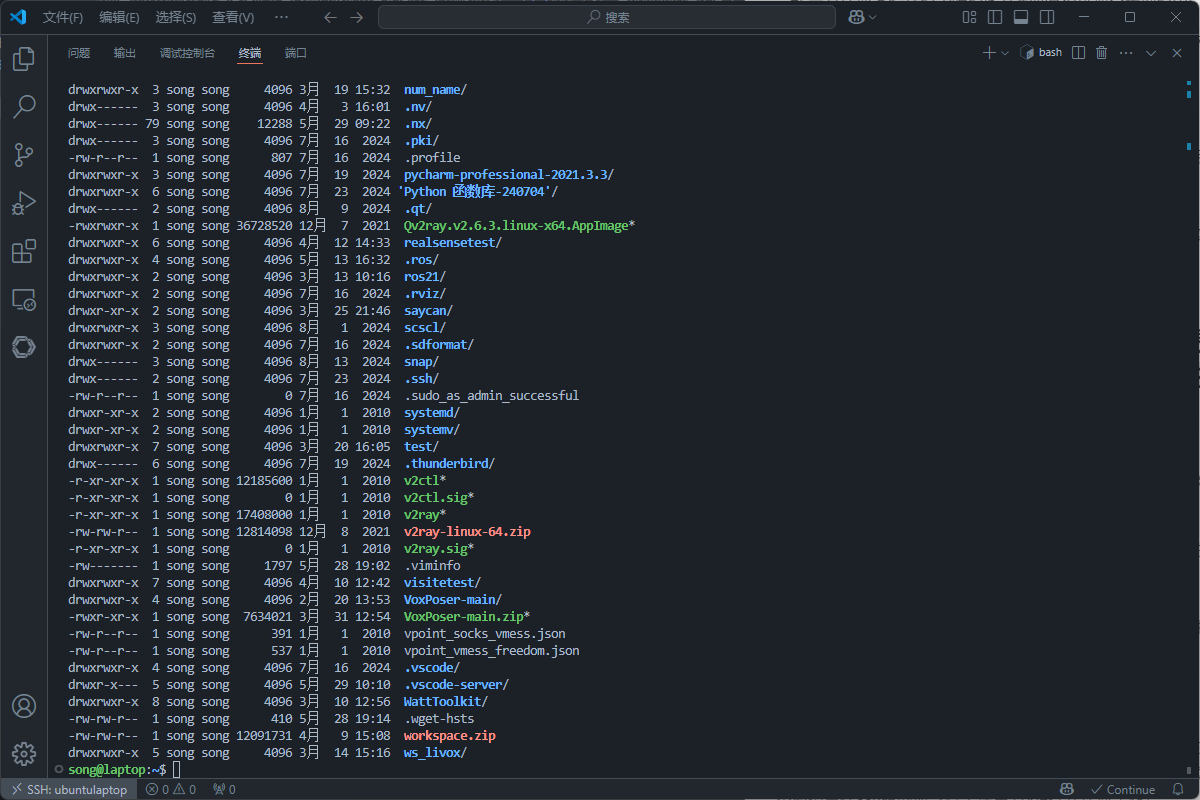 文件(F) 编辑(E) 选择(S) 查看(V) ··· 搜索
问题 输出 调试控制台 终端 端口 bash
drwxrwxr-x  3 song song     4096 3月  19 15:32  num_name/
drwx------  3 song song     4096 4月   3 16:01  .nv/
drwx------ 79 song song    12288 5月  29 09:22  .nx/
drwx------  3 song song     4096 7月  16  2024  .pki/
-rw-r--r--  1 song song      807 7月  16  2024  .profile
drwxrwxr-x  3 song song     4096 7月  19  2024  pycharm-professional-2021.3.3/
drwxrwxr-x  6 song song     4096 7月  23  2024 'Python 函数库-240704'/
drwx------  2 song song     4096 8月   9  2024  .qt/
-rwxrwxr-x  1 song song 36728520 12月  7  2021  Qv2ray.v2.6.3.linux-x64.AppImage*
drwxrwxr-x  6 song song     4096 4月  12 14:33  realsensetest/
drwxrwxr-x  4 song song     4096 5月  13 16:32  .ros/
drwxrwxr-x  2 song song     4096 3月  13 10:16  ros21/
drwxrwxr-x  2 song song     4096 7月  16  2024  .rviz/
drwxr-xr-x  2 song song     4096 3月  25 21:46  saycan/
drwxrwxr-x  3 song song     4096 8月   1  2024  scscl/
drwxrwxr-x  2 song song     4096 7月  16  2024  .sdformat/
drwx------  3 song song     4096 8月  13  2024  snap/
drwx------  2 song song     4096 7月  23  2024  .ssh/
-rw-r--r--  1 song song        0 7月  16  2024  .sudo_as_admin_successful
drwxr-xr-x  2 song song     4096 1月   1  2010  systemd/
drwxr-xr-x  2 song song     4096 1月   1  2010  systemv/
drwxrwxr-x  7 song song     4096 3月  20 16:05  test/
drwx------  6 song song     4096 7月  19  2024  .thunderbird/
-r-xr-xr-x  1 song song 12185600 1月   1  2010  v2ctl*
-r-xr-xr-x  1 song song        0 1月   1  2010  v2ctl.sig*
-r-xr-xr-x  1 song song 17408000 1月   1  2010  v2ray*
-rw-rw-r--  1 song song 12814098 12月  8  2021  v2ray-linux-64.zip
-r-xr-xr-x  1 song song        0 1月   1  2010  v2ray.sig*
-rw-------  1 song song     1797 5月  28 19:02  .viminfo
drwxrwxr-x  7 song song     4096 4月  10 12:42  visitetest/
drwxrwxr-x  4 song song     4096 2月  20 13:53  VoxPoser-main/
-rwxr-xr-x  1 song song  7634021 3月  31 12:54  VoxPoser-main.zip*
-rw-r--r--  1 song song      391 1月   1  2010  vpoint_socks_vmess.json
-rw-r--r--  1 song song      537 1月   1  2010  vpoint_vmess_freedom.json
drwxrwxr-x  4 song song     4096 7月  16  2024  .vscode/
drwxr-x---  5 song song     4096 5月  29 10:10  .vscode-server/
drwxrwxr-x  8 song song     4096 3月  10 12:56  WattToolkit/
-rw-rw-r--  1 song song      410 5月  28 19:14  .wget-hsts
-rw-rw-r--  1 song song 12091731 4月   9 15:08  workspace.zip
drwxrwxr-x  5 song song     4096 3月  14 15:16  ws_livox/
song@laptop:~$
SSH: ubuntulaptop 0 0 0 Continue